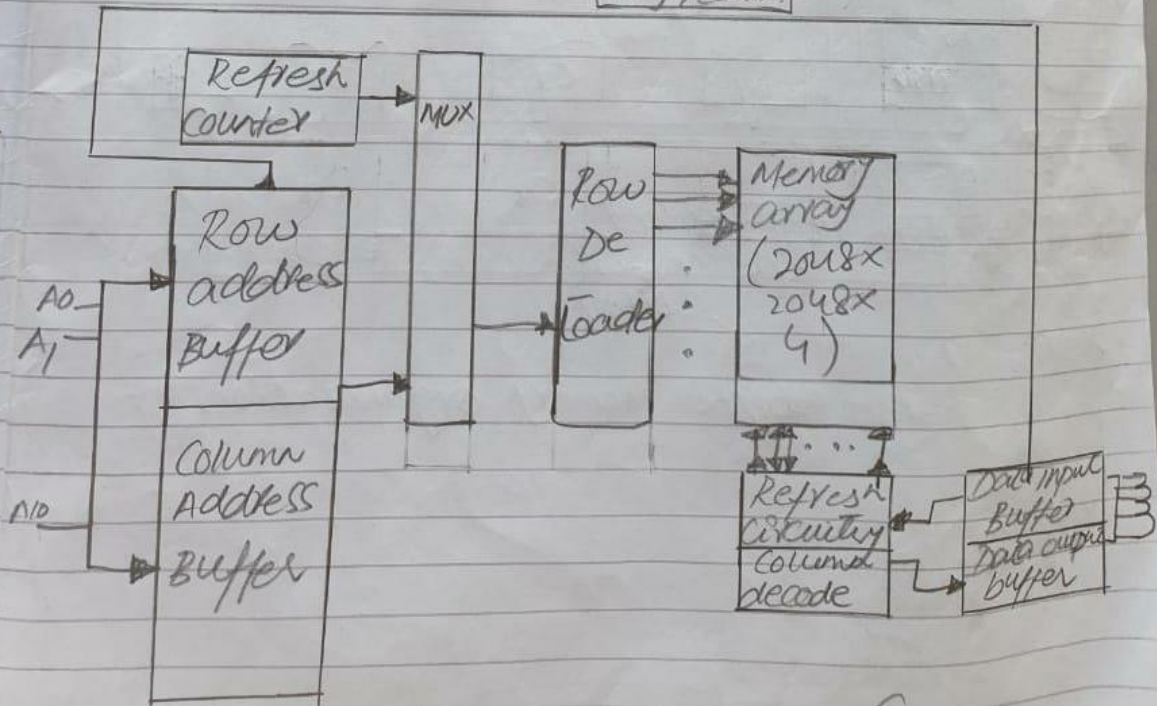 Refresh
Counter
MUX
Row
address
Buffer
A0
A1
A10
Column
Address
Buffer
Row
De
Coader
Memory
array
(2048x
2048x
4)
Refresh
Circuitry
Column
decode
Data input
Buffer
Data output
buffer